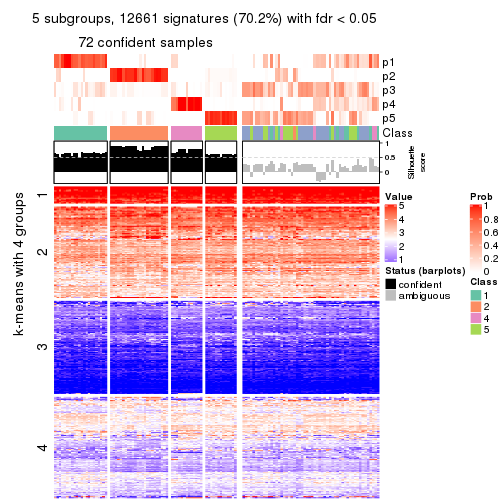 5 subgroups, 12661 signatures (70.2%) with fdr < 0.05
72 confident samples
p1
p2
p3
p4
p5
Class
1
0.5
0
Silhouette
score
k-means with 4 groups
1
2
3
4
Value
5
4
3
2
1
Status (barplots)
confident
ambiguous
Prob
1
0.8
0.6
0.4
0.2
0
Class
1
2
4
5